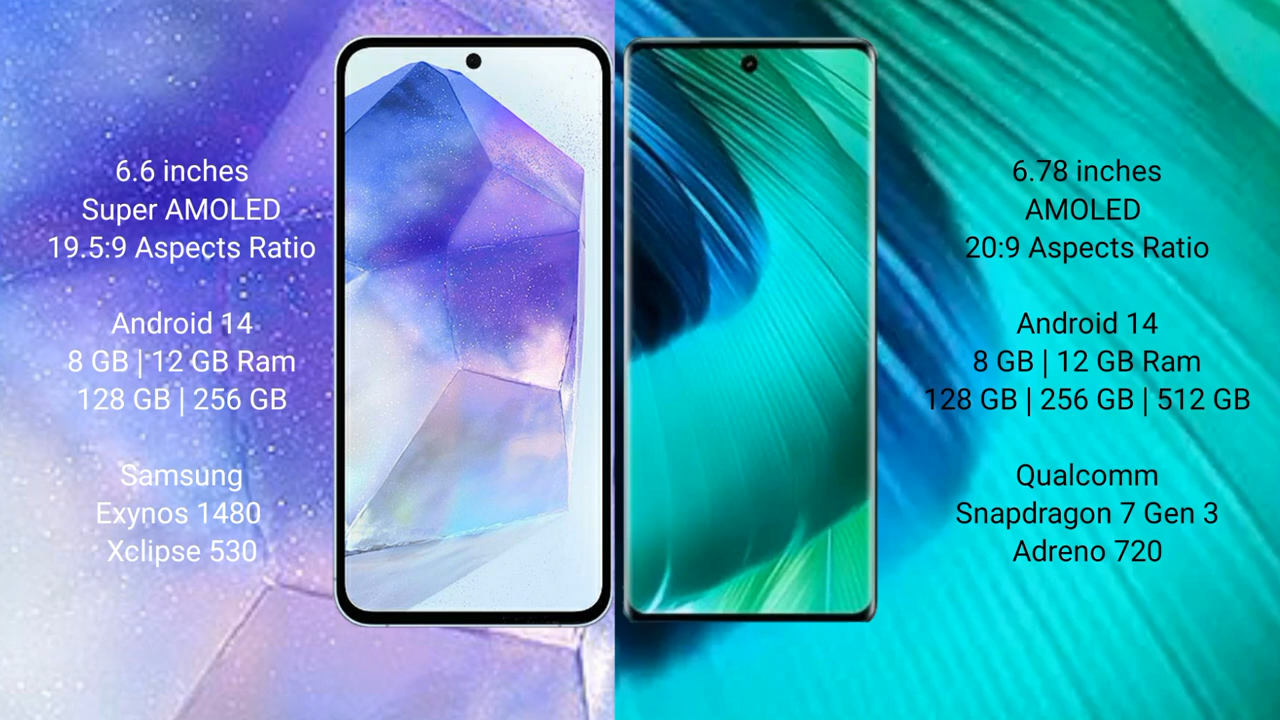 6.6 inches
Super AMOLED
19.5:9 Aspects Ratio
Android 14
8 GB | 12 GB Ram
128 GB | 256 GB
Samsung
Exynos 1480
Xclipse 530
6.78 inches
AMOLED
20:9 Aspects Ratio
Android 14
8 GB | 12 GB Ram
128 GB | 256 GB | 512 GB
Qualcomm
Snapdragon 7 Gen 3
Adreno 720